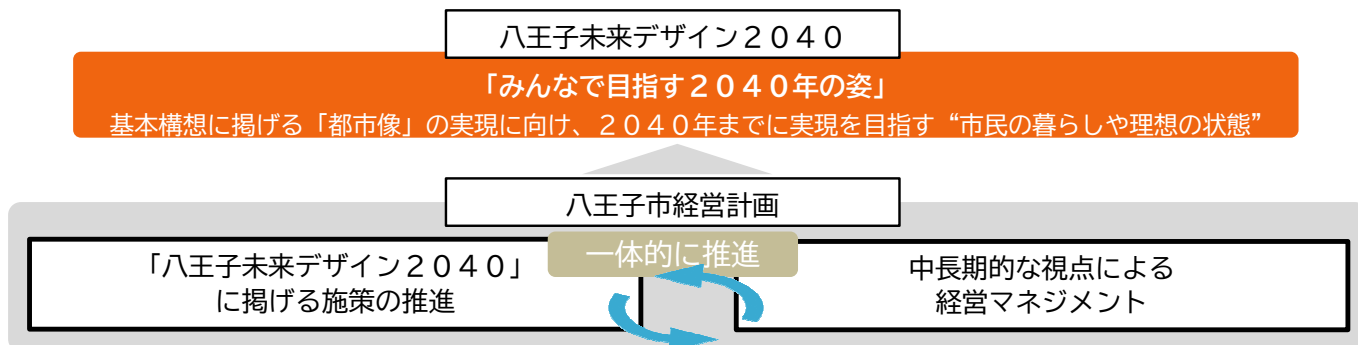 八王子未来デザイン２０４０
「みんなで目指す２０４０年の姿」
基本構想に掲げる「都市像」の実現に向け、２０４０年までに実現を目指す“市民の暮らしや理想の状態”
八王子市経営計画
一体的に推進
「八王子未来デザイン２０４０」
に掲げる施策の推進
中長期的な視点による
経営マネジメント